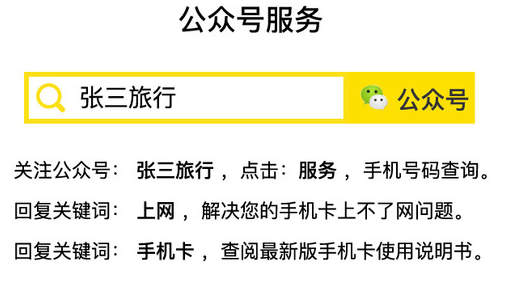 公众号服务
张三旅行 公众号
关注公众号： 张三旅行 ，点击：服务 ，手机号码查询。
回复关键词： 上网 ，解决您的手机卡上不了网问题。
回复关键词： 手机卡 ，查阅最新版手机卡使用说明书。